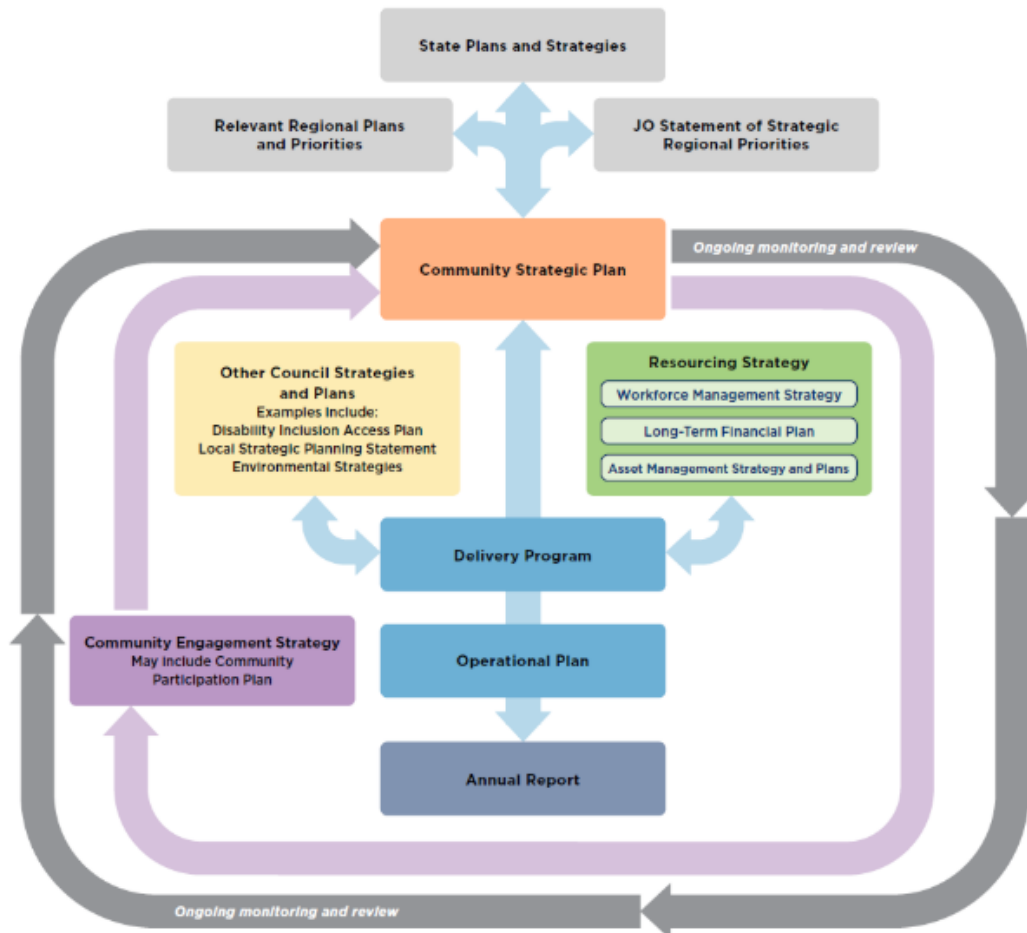 State Plans and Strategies
Relevant Regional Plans
and Priorities
JO Statement of Strategic
Regional Priorities
Community Strategic Plan
Ongoing monitoring and review
Other Council Strategies
and Plans
Examples Include:
Disability Inclusion Access Plan
Local Strategic Planning Statement
Environmental Strategies
Resourcing Strategy
Workforce Management Strategy
Long-Term Financial Plan
Asset Management Strategy and Plans
Delivery Program
Community Engagement Strategy
May Include Community
Participation Plan
Operational Plan
Annual Report
Ongoing monitoring and review